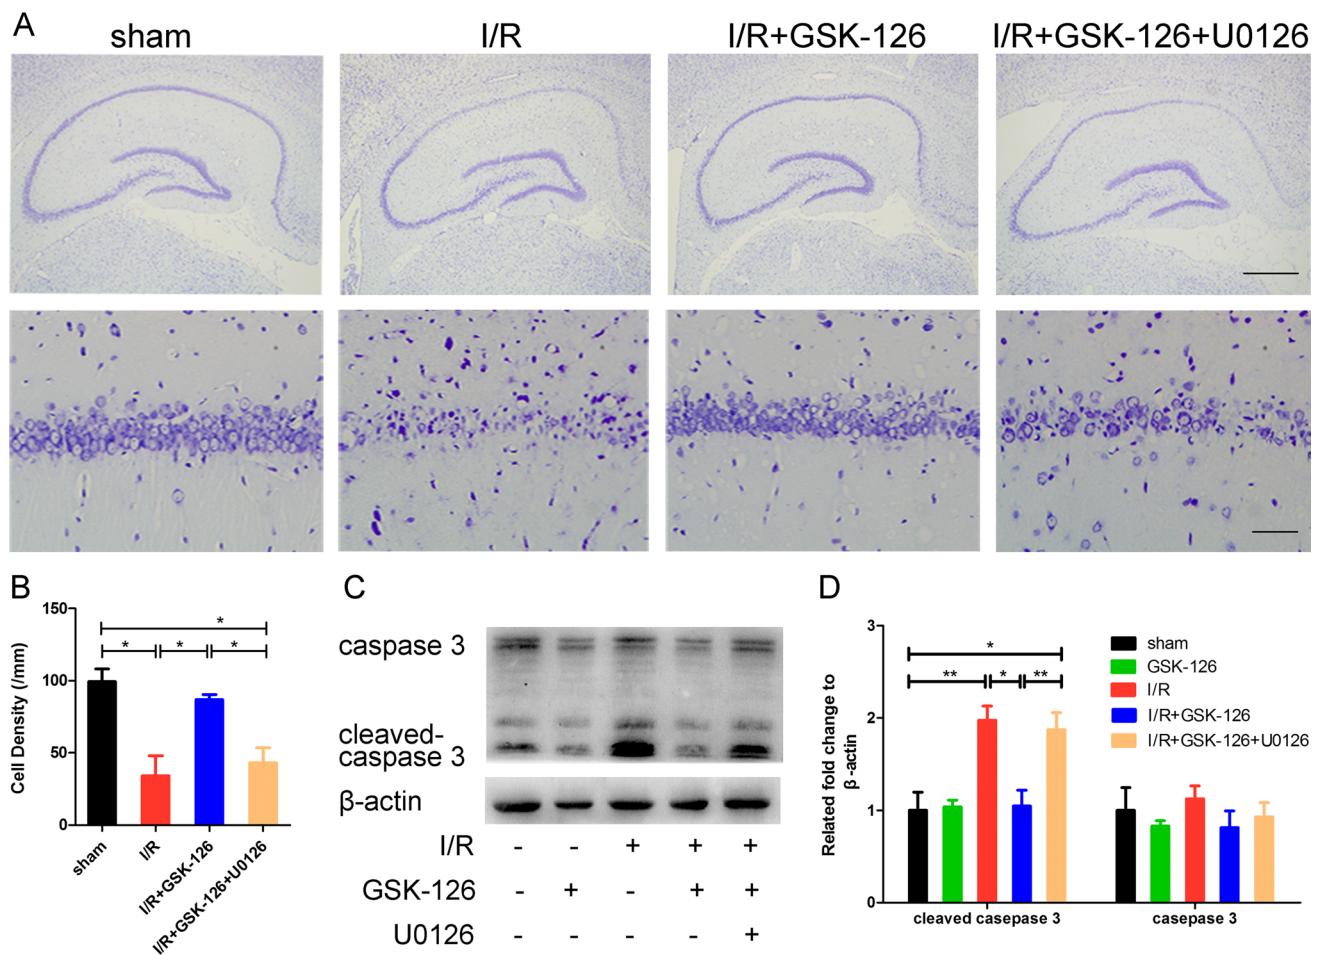 A
sham
I/R
I/R+GSK-126
I/R+GSK-126+U0126
B
150
100
50
0
Cell Density (/mm)
*
*
*
*
sham
I/R
I/R+GSK-126
I/R+GSK-126+U0126
C
caspase 3
cleaved-
caspase 3
β-actin
I/R - - + + +
GSK-126 - + - + +
U0126 - - - - +
D
3
2
1
0
Related fold change to
β-actin
*
** * **
sham
GSK-126
I/R
I/R+GSK-126
I/R+GSK-126+U0126
cleaved casepase 3
casepase 3